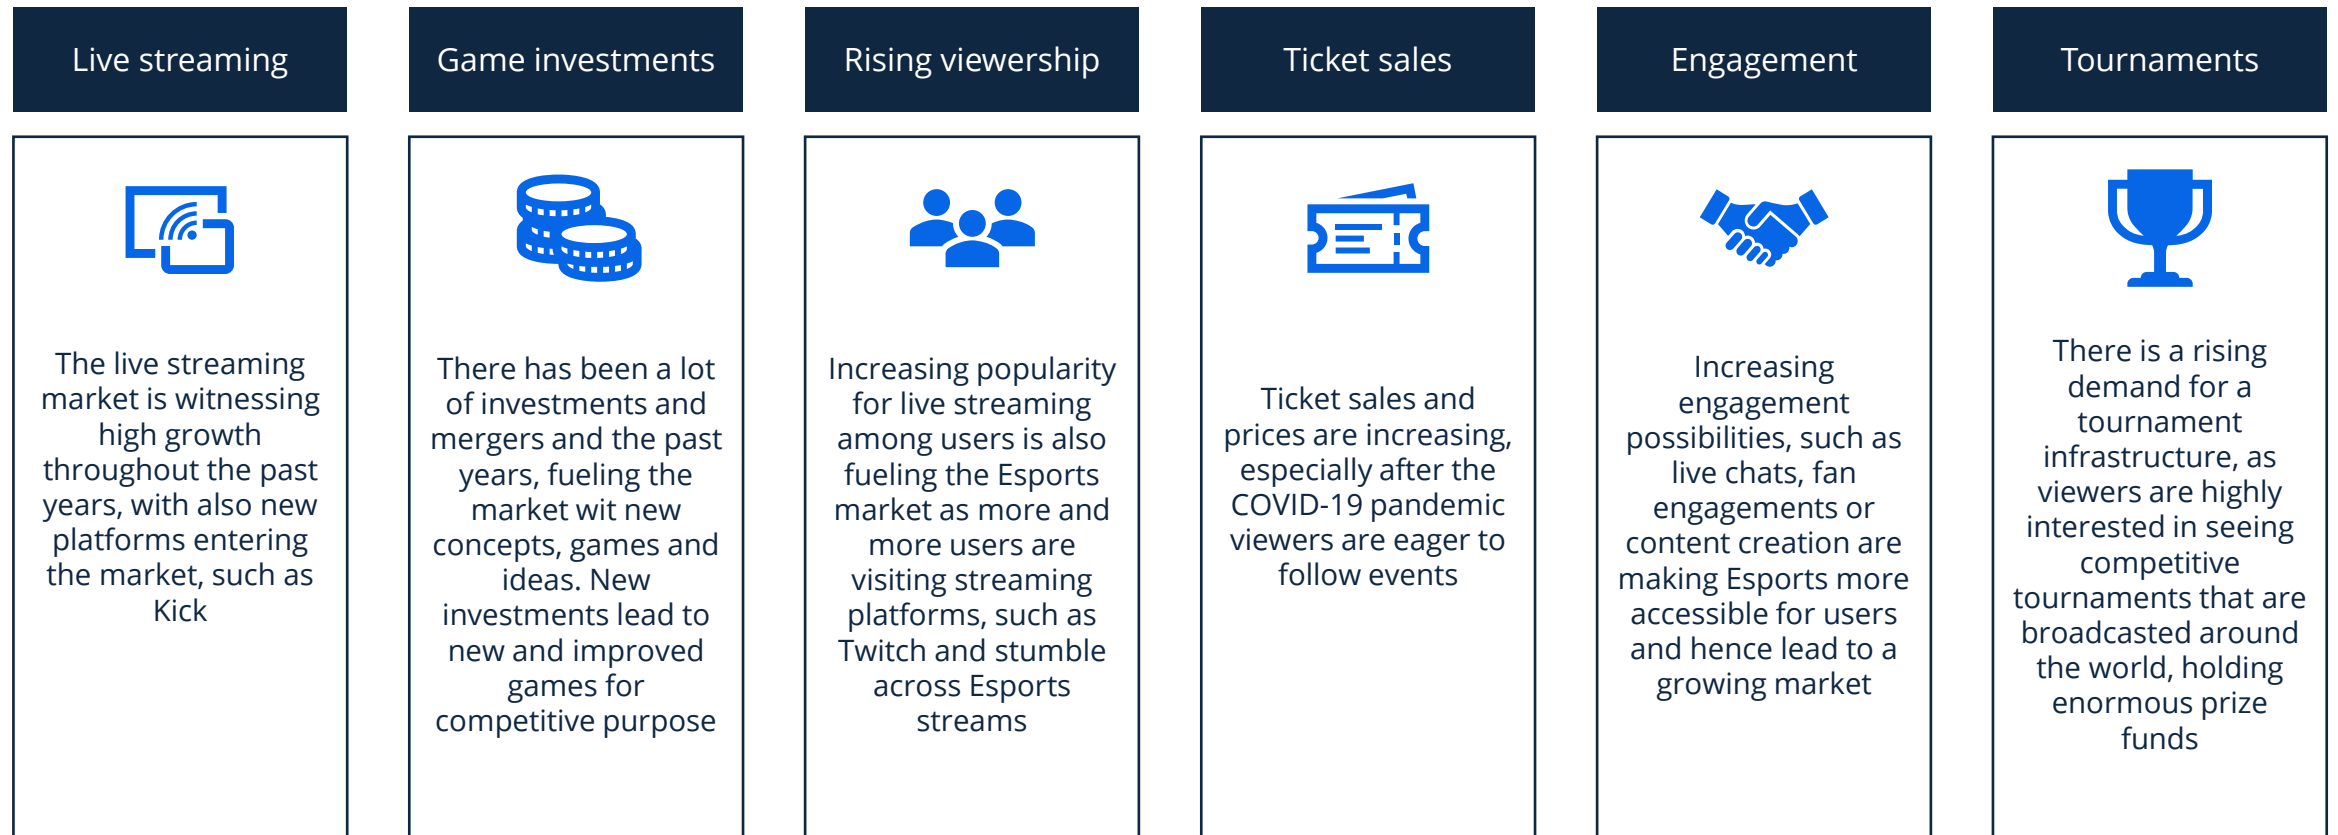 Live streaming
The live streaming
market is witnessing
high growth
throughout the past
years, with also new
platforms entering
the market, such as
Kick
Game investments
There has been a lot
of investments and
mergers and the past
years, fueling the
market wit new
concepts, games and
ideas. New
investments lead to
new and improved
games for
competitive purpose
Rising viewership
Increasing popularity
for live streaming
among users is also
fueling the Esports
market as more and
more users are
visiting streaming
platforms, such as
Twitch and stumble
across Esports
streams
Ticket sales
Ticket sales and
prices are increasing,
especially after the
COVID-19 pandemic
viewers are eager to
follow events
Engagement
Increasing
engagement
possibilities, such as
live chats, fan
engagements or
content creation are
making Esports more
accessible for users
and hence lead to a
growing market
Tournaments
There is a rising
demand for a
tournament
infrastructure, as
viewers are highly
interested in seeing
competitive
tournaments that are
broadcasted around
the world, holding
enormous prize
funds